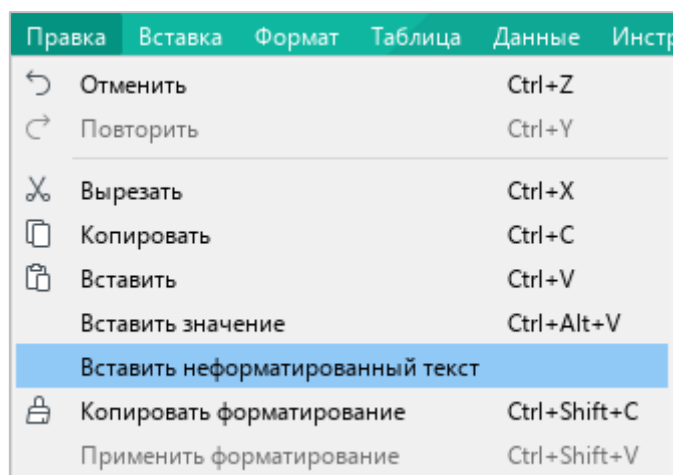 Правка Вставка Формат Таблица Данные
Отменить Ctrl+Z
Повторить Ctrl+Y
Вырезать Ctrl+X
Копировать Ctrl+C
Вставить Ctrl+V
Вставить значение Ctrl+Alt+V
Вставить неформатированный текст
Копировать форматирование Ctrl+Shift+C
Применить форматирование Ctrl+Shift+V